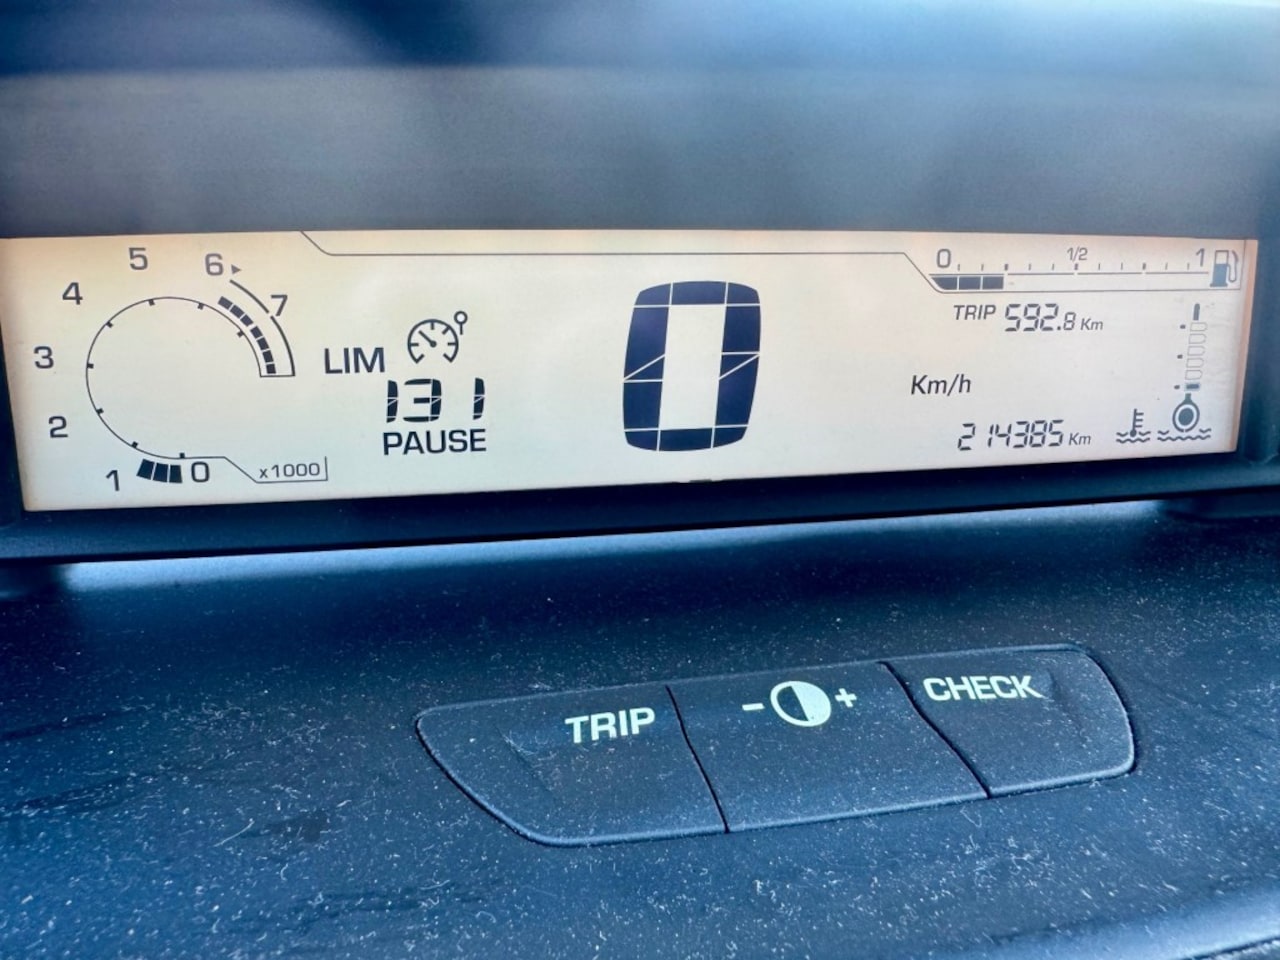 5 6
4 7
3
2
1 0 x1000
LIM
131
PAUSE
0
0 1/2 1
TRIP 592.8 Km
Km/h
214385 Km
TRIP - + CHECK